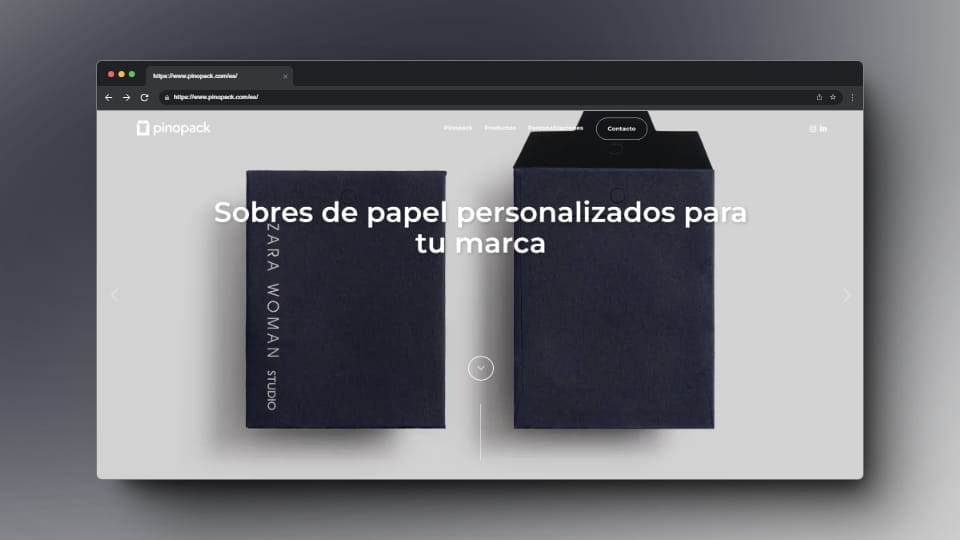 https://www.pinopack.com/es/
https://www.pinopack.com/es/
pinopack
Pinopack Productos Personalizaciones Contacto
in
Sobres de papel personalizados para
tu marca
ZARA WOMAN STUDIO